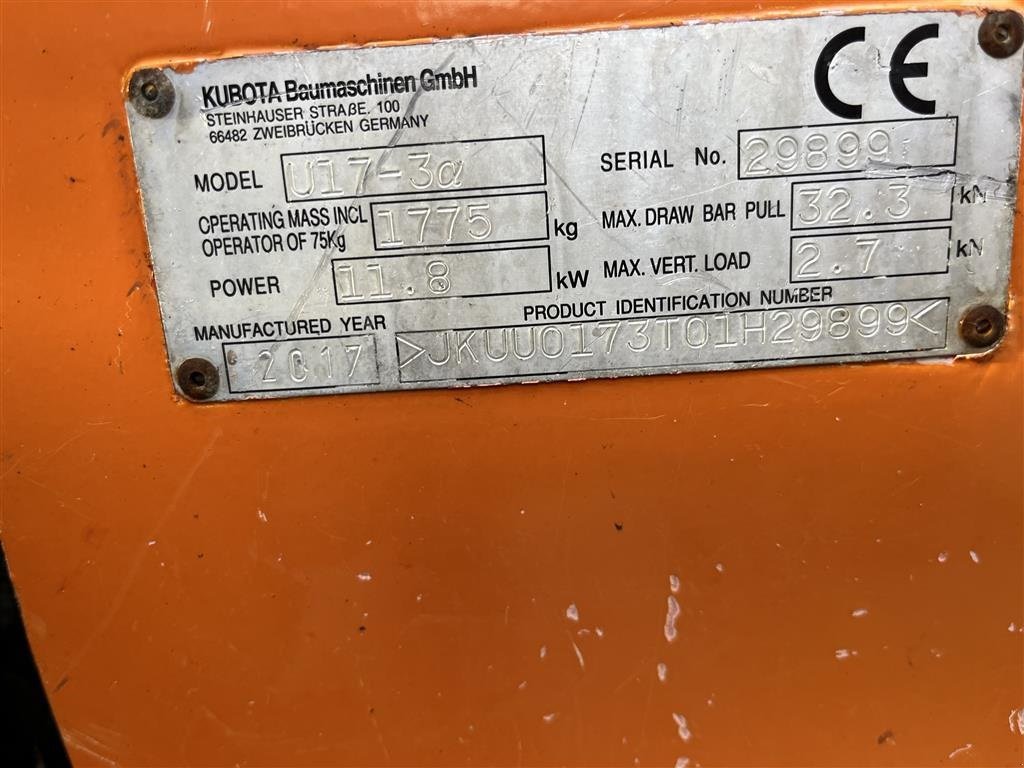 KUBOTA Baumaschinen GmbH
STEINHAUSER STRAßE. 100
66482 ZWEIBRÜCKEN GERMANY
CE
MODEL U17-3α
SERIAL No. 29899
OPERATING MASS INCL
OPERATOR OF 75Kg 1775 kg
MAX. DRAW BAR PULL 32.3 kN
POWER 11.8 kW
MAX. VERT. LOAD 2.7 kN
MANUFACTURED YEAR
2017
PRODUCT IDENTIFICATION NUMBER
>JKUU0173T01H29899<